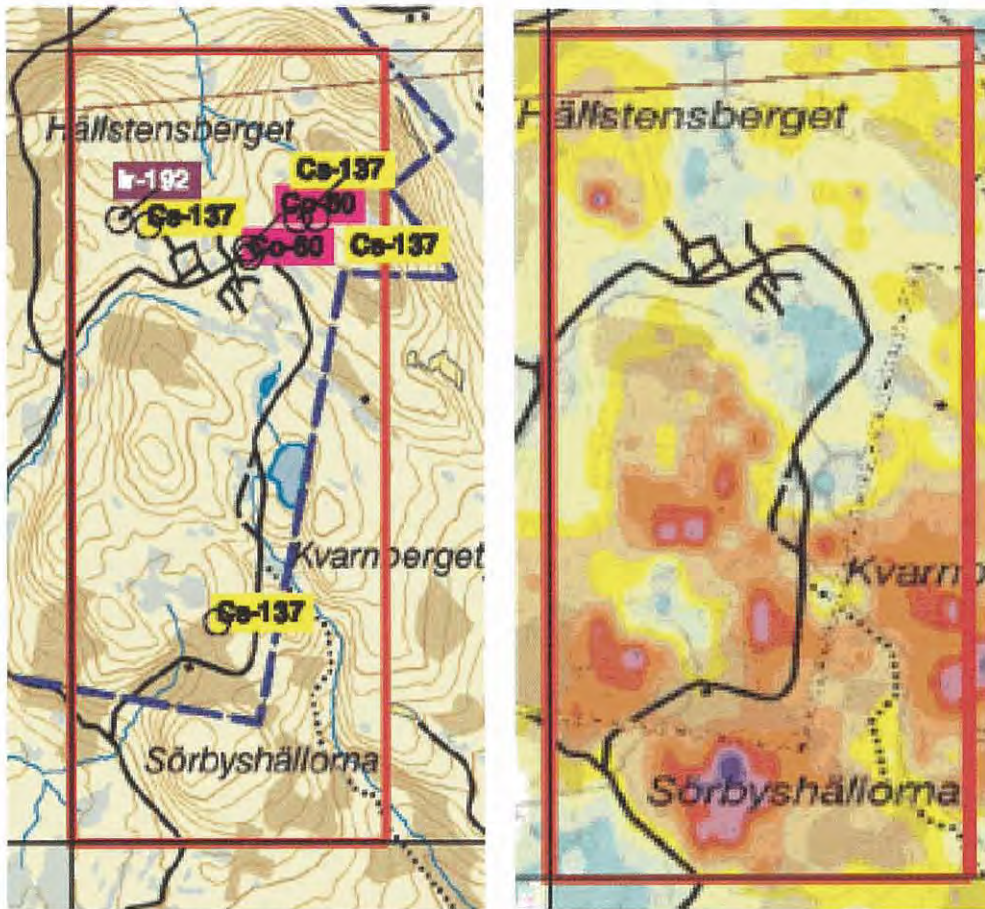 Hällstensberget
Cs-137
Ir-192
Co-60
Cs-137
Co-60
Cs-137
Kvarnberget
Cs-137
Sörbyshällorna
Hällstensberget
Kvarnb
Sörbyshällorna